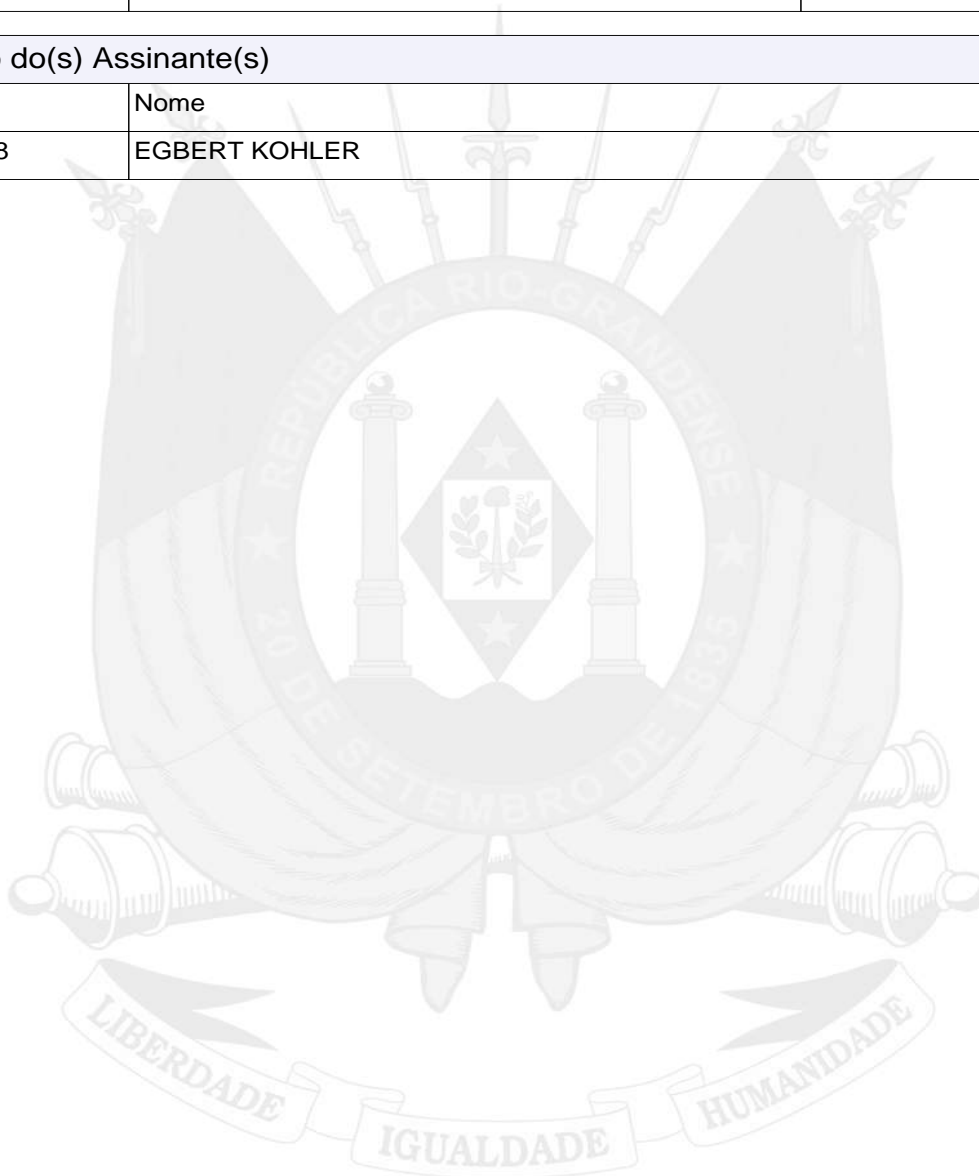 do(s) Assinante(s)
Nome
3 EGBERT KOHLER
REPÚBLICA RIO-GRANDENSE
20 DE SETEMBRO DE 1835
LIBERDADE IGUALDADE HUMANIDADE